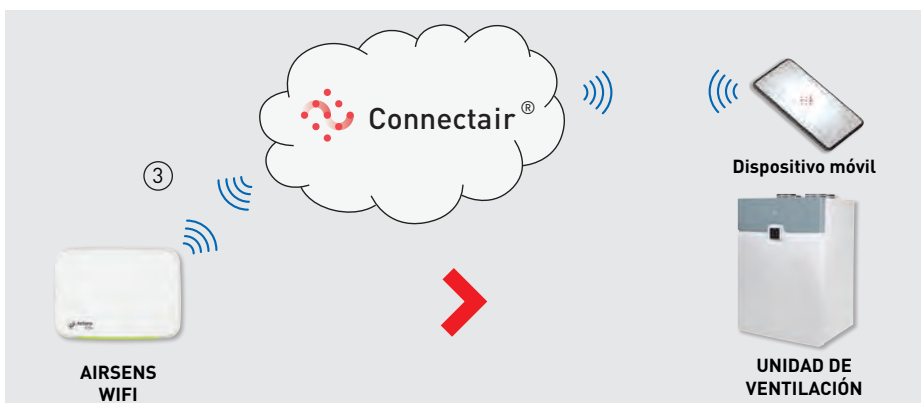 Connectair®
3
Dispositivo móvil
AIRSENS
WIFI
UNIDAD DE
VENTILACIÓN